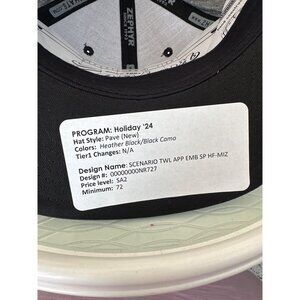 ZEPHYR
PROGRAM: Holiday '24
Hat Style: Pave (New)
Colors: Heather Black/Black Camo
Tier1 Changes: N/A
Design Name: SCENARIO TWL APP EMB SP HF-MIZ
Design #: 00000000NR727
Price level: SA2
Minimum: 72